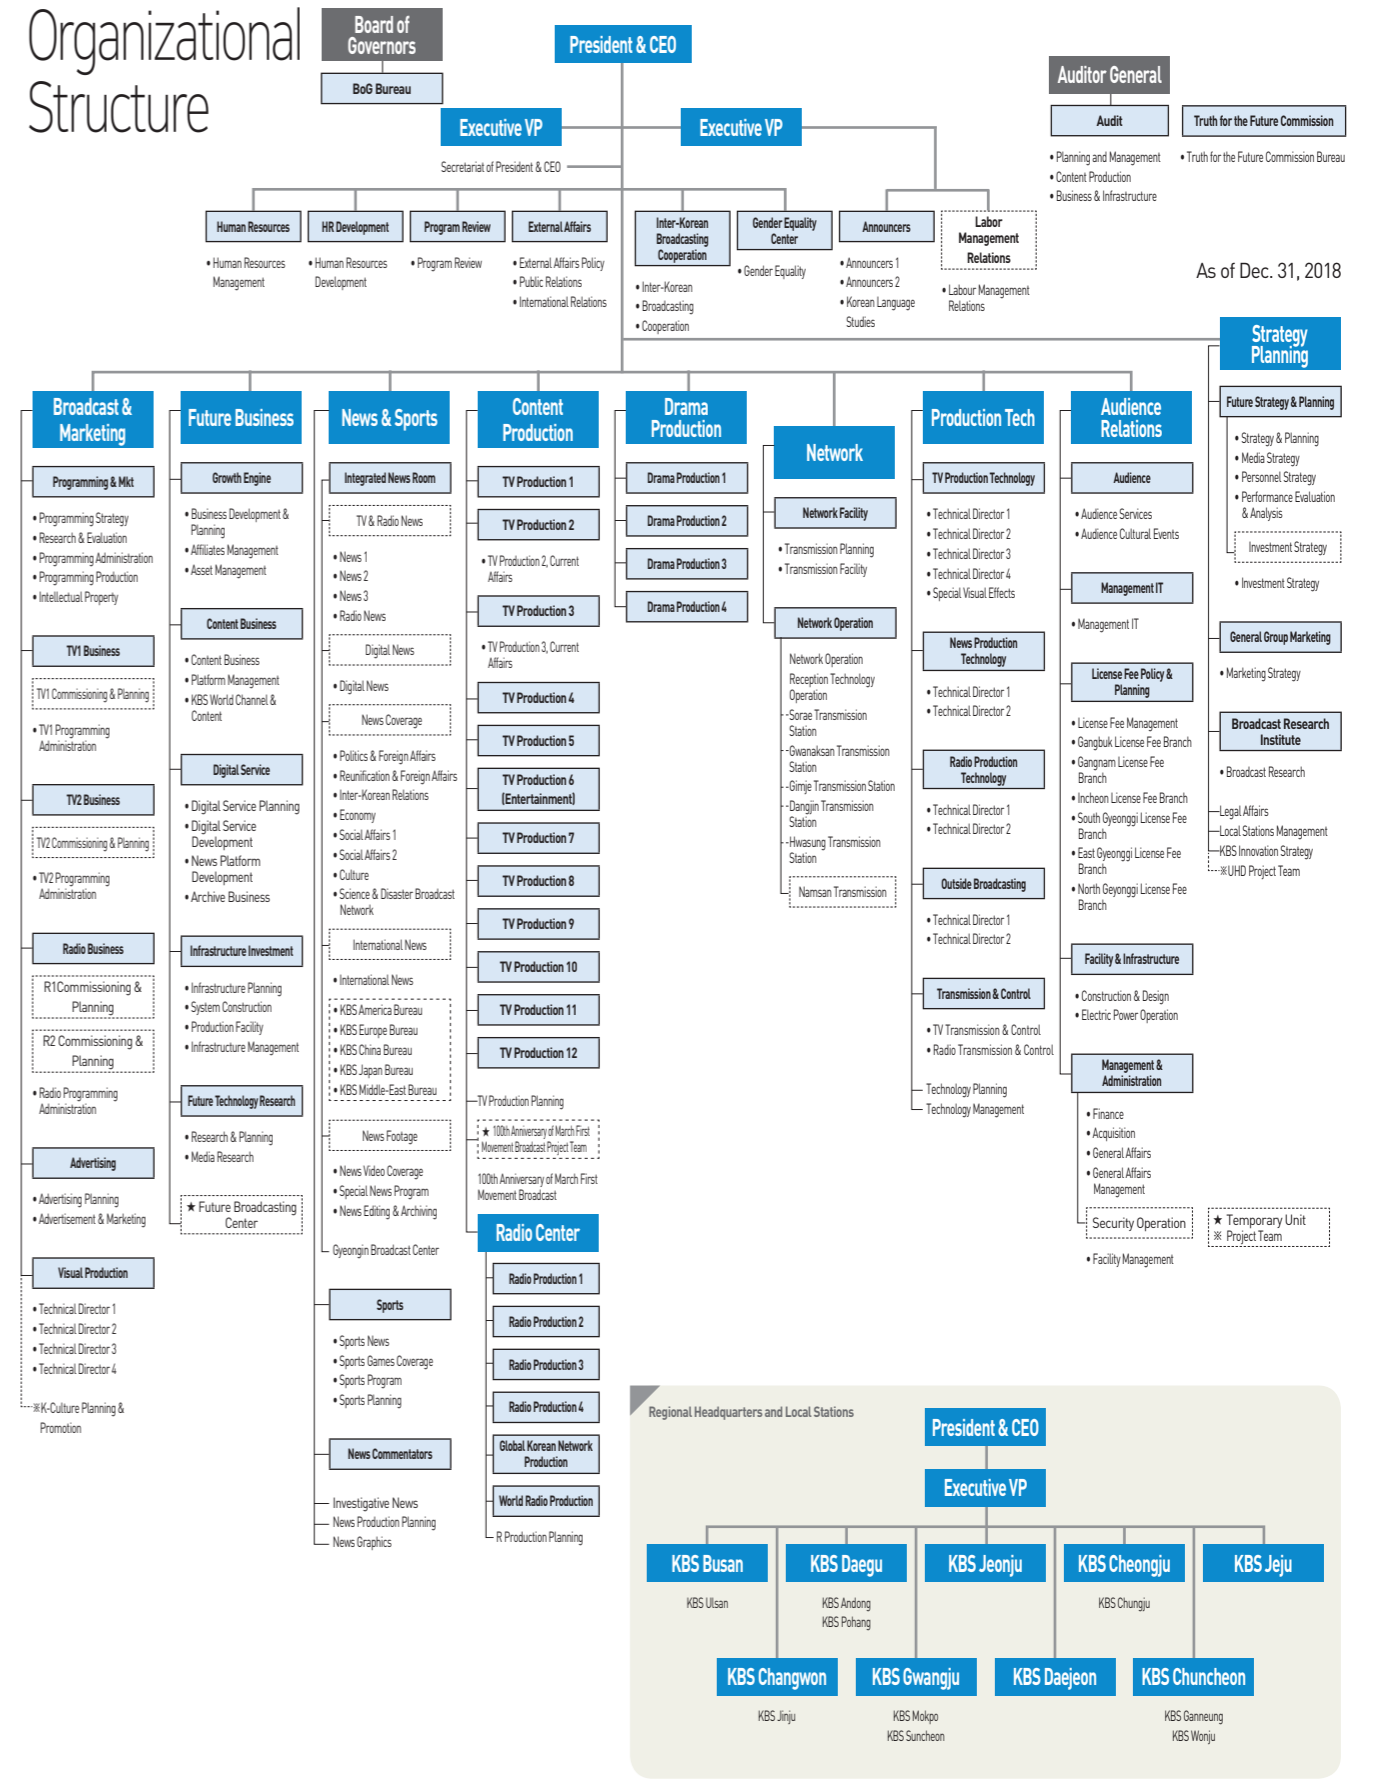 Organizational
Structure
Board of
Governors
BoG Bureau
President & CEO
Executive VP
Executive VP
Secretariat of President & CEO
Auditor General
Audit
• Planning and Management
• Content Production
• Business & Infrastructure
Truth for the Future Commission
• Truth for the Future Commission Bureau
As of Dec. 31, 2018
Human Resources
• Human Resources
Management
HR Development
• Human Resources
Development
Program Review
• Program Review
External Affairs
• External Affairs Policy
• Public Relations
• International Relations
Inter-Korean
Broadcasting
Cooperation
• Inter-Korean
• Broadcasting
• Cooperation
Gender Equality
Center
• Gender Equality
Announcers
• Announcers 1
• Announcers 2
• Korean Language
Studies
Labor
Management
Relations
• Labour Management
Relations
Broadcast &
Marketing
Programming & Mkt
• Programming Strategy
• Research & Evaluation
• Programming Administration
• Programming Production
• Intellectual Property
TV1 Business
TV1 Commissioning & Planning
• TV1 Programming
Administration
TV2 Business
TV2 Commissioning & Planning
• TV2 Programming
Administration
Radio Business
R1Commissioning &
Planning
R2 Commissioning &
Planning
• Radio Programming
Administration
Advertising
• Advertising Planning
• Advertisement & Marketing
Visual Production
• Technical Director 1
• Technical Director 2
• Technical Director 3
• Technical Director 4
※K-Culture Planning &
Promotion
Future Business
Growth Engine
• Business Development &
Planning
• Affiliates Management
• Asset Management
Content Business
• Content Business
• Platform Management
• KBS World Channel &
Content
Digital Service
• Digital Service Planning
• Digital Service
Development
• News Platform
Development
• Archive Business
Infrastructure Investment
• Infrastructure Planning
• System Construction
• Production Facility
• Infrastructure Management
Future Technology Research
• Research & Planning
• Media Research
★ Future Broadcasting
Center
News & Sports
Integrated News Room
TV & Radio News
• News 1
• News 2
• News 3
• Radio News
Digital News
• Digital News
News Coverage
• Politics & Foreign Affairs
• Reunification & Foreign Affairs
• Inter-Korean Relations
• Economy
• Social Affairs 1
• Social Affairs 2
• Culture
• Science & Disaster Broadcast
Network
International News
• International News
• KBS America Bureau
• KBS Europe Bureau
• KBS China Bureau
• KBS Japan Bureau
• KBS Middle-East Bureau
News Footage
• News Video Coverage
• Special News Program
• News Editing & Archiving
Gyeongin Broadcast Center
Sports
• Sports News
• Sports Games Coverage
• Sports Program
• Sports Planning
News Commentators
Investigative News
News Production Planning
News Graphics
Content
Production
TV Production 1
TV Production 2
• TV Production 2, Current
Affairs
TV Production 3
• TV Production 3, Current
Affairs
TV Production 4
TV Production 5
TV Production 6
(Entertainment)
TV Production 7
TV Production 8
TV Production 9
TV Production 10
TV Production 11
TV Production 12
TV Production Planning
★ 100th Anniversary of March First
Movement Broadcast Project Team
100th Anniversary of March First
Movement Broadcast
Radio Center
Radio Production 1
Radio Production 2
Radio Production 3
Radio Production 4
Global Korean Network
Production
World Radio Production
R Production Planning
Drama
Production
Drama Production 1
Drama Production 2
Drama Production 3
Drama Production 4
Network
Network Facility
• Transmission Planning
• Transmission Facility
Network Operation
Network Operation
Reception Technology
Operation
Sorae Transmission
Station
Gwanaksan Transmission
Station
Gimje Transmission Station
Dangjin Transmission
Station
Hwasung Transmission
Station
Namsan Transmission
Production Tech
TV Production Technology
• Technical Director 1
• Technical Director 2
• Technical Director 3
• Technical Director 4
• Special Visual Effects
News Production
Technology
• Technical Director 1
• Technical Director 2
Radio Production
Technology
• Technical Director 1
• Technical Director 2
Outside Broadcasting
• Technical Director 1
• Technical Director 2
Transmission & Control
• TV Transmission & Control
• Radio Transmission & Control
Technology Planning
Technology Management
Audience
Relations
Audience
• Audience Services
• Audience Cultural Events
Management IT
• Management IT
License Fee Policy &
Planning
• License Fee Management
• Gangbuk License Fee Branch
• Gangnam License Fee
Branch
• Incheon License Fee Branch
• South Gyeonggi License Fee
Branch
• East Gyeonggi License Fee
Branch
• North Geyonggi License Fee
Branch
Facility & Infrastructure
• Construction & Design
• Electric Power Operation
Management &
Administration
• Finance
• Acquisition
• General Affairs
• General Affairs
Management
Security Operation
• Facility Management
Strategy
Planning
Future Strategy & Planning
• Strategy & Planning
• Media Strategy
• Personnel Strategy
• Performance Evaluation
& Analysis
Investment Strategy
• Investment Strategy
General Group Marketing
• Marketing Strategy
Broadcast Research
Institute
• Broadcast Research
Legal Affairs
Local Stations Management
KBS Innovation Strategy
※UHD Project Team
★ Temporary Unit
※ Project Team
Regional Headquarters and Local Stations
President & CEO
Executive VP
KBS Busan
KBS Ulsan
KBS Daegu
KBS Andong
KBS Pohang
KBS Jeonju
KBS Cheongju
KBS Chungju
KBS Jeju
KBS Changwon
KBS Jinju
KBS Gwangju
KBS Mokpo
KBS Suncheon
KBS Daejeon
KBS Chuncheon
KBS Ganneung
KBS Wonju